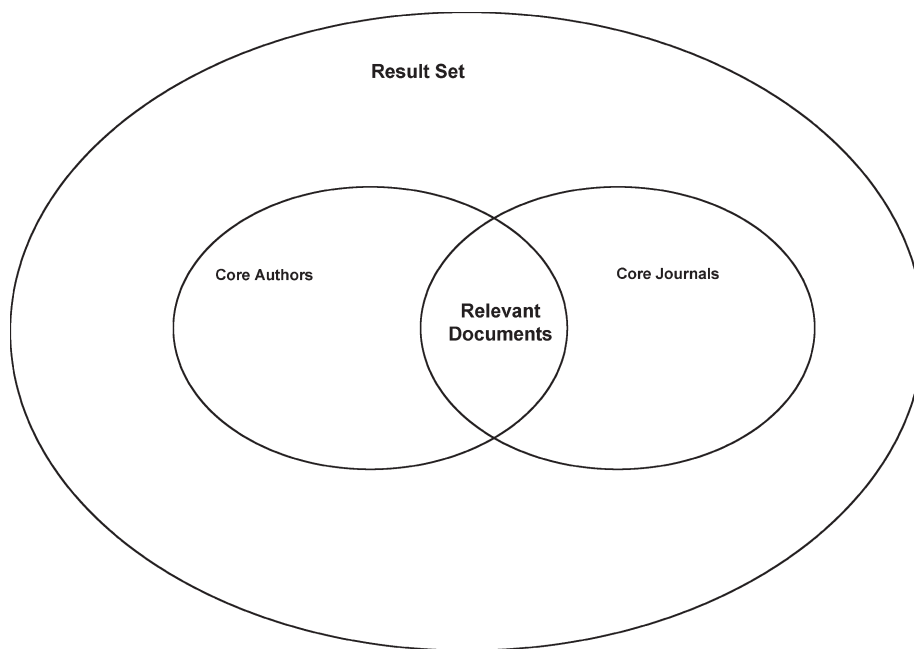 Result Set
Core Authors
Core Journals
Relevant
Documents